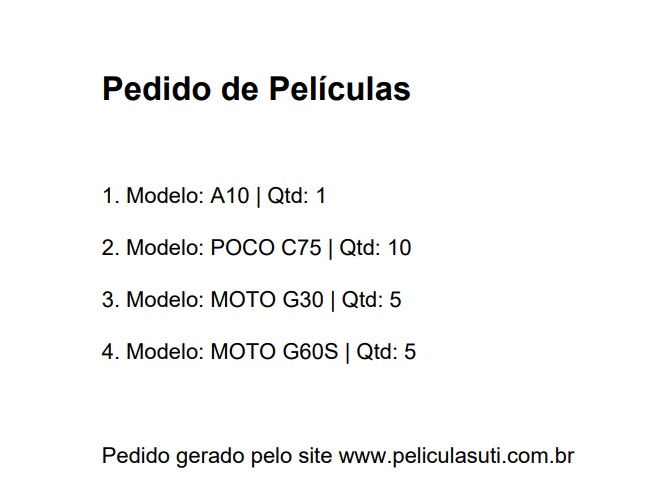 Pedido de Películas
1. Modelo: A10 | Qtd: 1
2. Modelo: POCO C75 | Qtd: 10
3. Modelo: MOTO G30 | Qtd: 5
4. Modelo: MOTO G60S | Qtd: 5
Pedido gerado pelo site www.peliculasuti.com.br